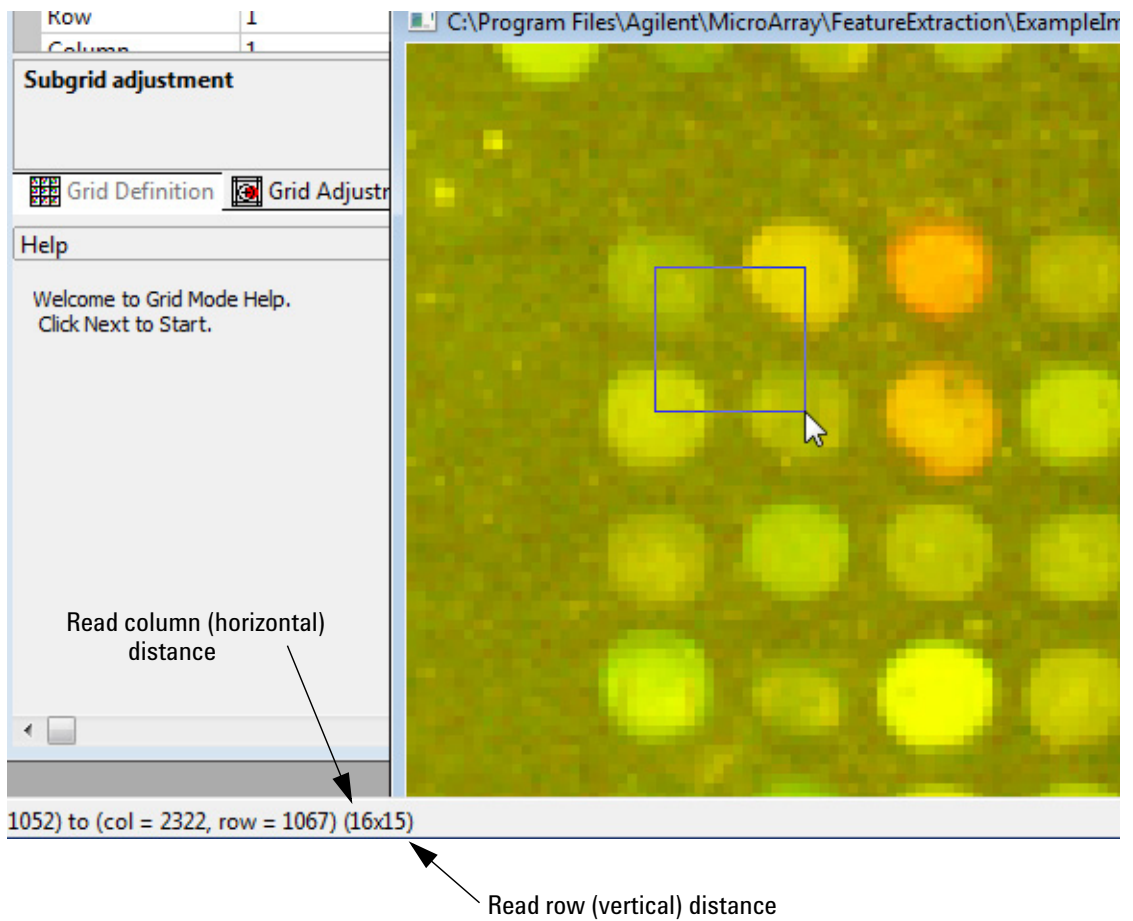 Row 1
Column 1
C:\Program Files\Agilent\MicroArray\FeatureExtraction\ExampleIm
Subgrid adjustment
Grid Definition Grid Adjustr
Help
Welcome to Grid Mode Help.
Click Next to Start.
Read column (horizontal)
distance
1052) to (col = 2322, row = 1067) (16x15)
Read row (vertical) distance